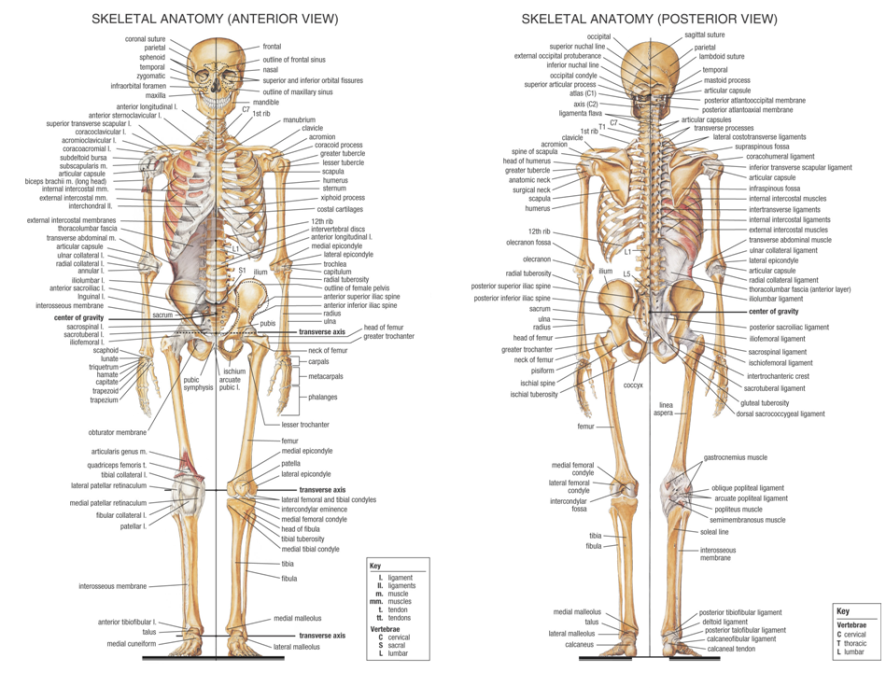 SKELETAL ANATOMY (ANTERIOR VIEW)
coronal suture
parietal
sphenoid
temporal
zygomatic
infraorbital foramen
maxilla
anterior longitudinal l.
anterior sternoclavicular l.
superior transverse scapular l.
coracoclavicular l.
acromioclavicular l.
coracoacromial l.
subdeltoid bursa
subscapularis m.
articular capsule
biceps brachii m. (long head)
internal intercostal mm.
external intercostal mm.
interchondral ll.
external intercostal membranes
thoracolumbar fascia
transverse abdominal m.
articular capsule
ulnar collateral l.
radial collateral l.
annular l.
iliolumbar l.
anterior sacroiliac l.
Inguinal l.
interosseous membrane
center of gravity
sacrospinal l.
sacrotuberal l.
iliofemoral l.
scaphoid
lunate
triquetrum
hamate
capitate
trapezoid
trapezium
obturator membrane
articularis genus m.
quadriceps femoris t.
tibial collateral l.
lateral patellar retinaculum
medial patellar retinaculum
fibular collateral l.
patellar l.
interosseous membrane
anterior tibiofibular l.
talus
medial cuneiform
frontal
outline of frontal sinus
nasal
superior and inferior orbital fissures
outline of maxillary sinus
mandible
C7
1st rib
manubrium
clavicle
acromion
coracoid process
greater tubercle
lesser tubercle
scapula
humerus
sternum
xiphoid process
costal cartilages
12th rib
intervertebral discs
anterior longitudinal l.
medial epicondyle
L1
lateral epicondyle
trochlea
S1
ilium
capitulum
radial tuberosity
outline of female pelvis
anterior superior iliac spine
anterior inferior iliac spine
radius
ulna
sacrum
pubis
transverse axis
head of femur
greater trochanter
neck of femur
carpals
pubic
symphysis
ischium
arcuate
pubic l.
metacarpals
phalanges
lesser trochanter
femur
medial epicondyle
patella
lateral epicondyle
transverse axis
lateral femoral and tibial condyles
intercondylar eminence
medial femoral condyle
head of fibula
tibial tuberosity
medial tibial condyle
tibia
fibula
medial malleolus
transverse axis
lateral malleolus
Key
l. ligament
ll. ligaments
m. muscle
mm. muscles
t. tendon
tt. tendons
Vertebrae
C cervical
S sacral
L lumbar
SKELETAL ANATOMY (POSTERIOR VIEW)
occipital
superior nuchal line
external occipital protuberance
inferior nuchal line
occipital condyle
superior articular process
atlas (C1)
axis (C2)
ligamenta flava
C7
T1
1st rib
clavicle
acromion
spine of scapula
head of humerus
greater tubercle
anatomic neck
surgical neck
scapula
humerus
12th rib
olecranon fossa
L1
olecranon
radial tuberosity
ilium
L5
posterior superior iliac spine
posterior inferior iliac spine
sacrum
ulna
radius
head of femur
greater trochanter
neck of femur
pisiform
ischial spine
ischial tuberosity
coccyx
linea
aspera
femur
medial femoral
condyle
lateral femoral
condyle
intercondylar
fossa
tibia
fibula
medial malleolus
talus
lateral malleolus
calcaneus
sagittal suture
parietal
lambdoid suture
temporal
mastoid process
articular capsule
posterior atlantooccipital membrane
posterior atlantoaxial membrane
articular capsules
transverse processes
lateral costotransverse ligaments
supraspinous fossa
coracohumeral ligament
inferior transverse scapular ligament
articular capsule
infraspinous fossa
internal intercostal muscles
intertransverse ligaments
internal intercostal ligaments
external intercostal muscles
transverse abdominal muscle
ulnar collateral ligament
lateral epicondyle
articular capsule
radial collateral ligament
thoracolumbar fascia (anterior layer)
iliolumbar ligament
center of gravity
posterior sacroiliac ligament
iliofemoral ligament
sacrospinal ligament
ischiofemoral ligament
intertrochanteric crest
sacrotuberal ligament
gluteal tuberosity
dorsal sacrococcygeal ligament
gastrocnemius muscle
oblique popliteal ligament
arcuate popliteal ligament
popliteus muscle
semimembranosus muscle
soleal line
interosseous
membrane
posterior tibiofibular ligament
deltoid ligament
posterior talofibular ligament
calcaneofibular ligament
calcaneal tendon
Key
Vertebrae
C cervical
T thoracic
L lumbar